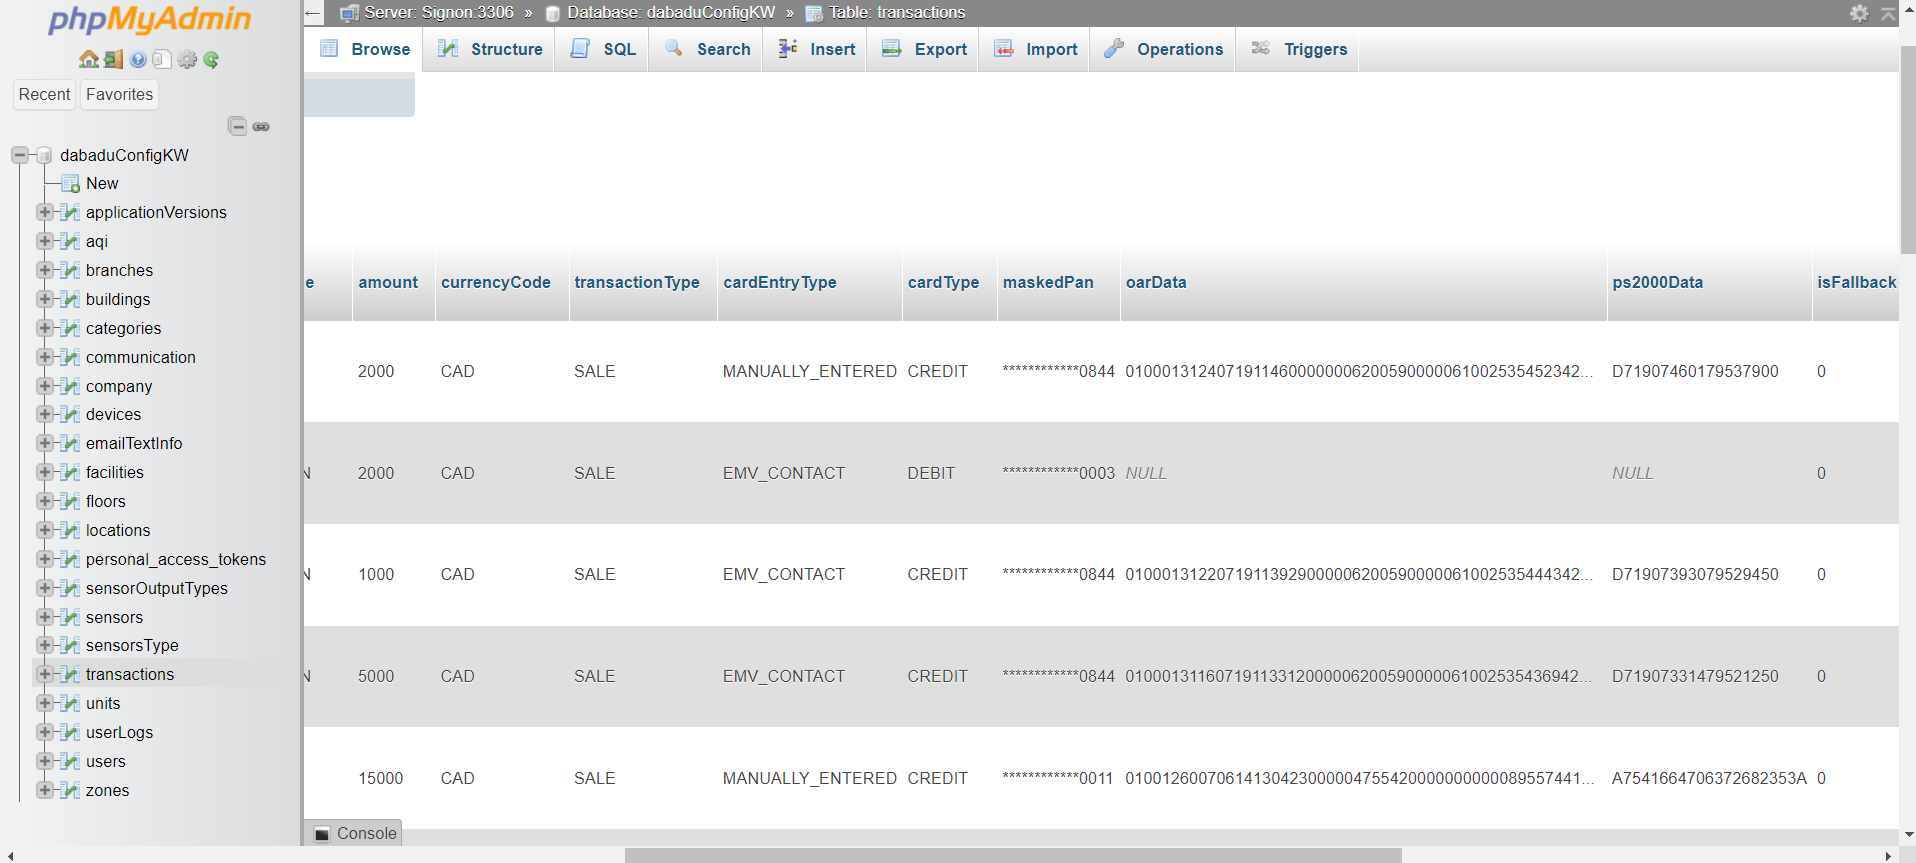 phpMyAdmin
Recent Favorites
dabaduConfigKW
New
applicationVersions
aqi
branches
buildings
categories
communication
company
devices
emailTextInfo
facilities
floors
locations
personal_access_tokens
sensorOutputTypes
sensors
sensorsType
transactions
units
userLogs
users
zones
Server: Signon:3306 » Database: dabaduConfigKW » Table: transactions
Browse Structure SQL Search Insert Export Import Operations Triggers
e amount currencyCode transactionType cardEntryType cardType maskedPan oarData ps2000Data isFallback
2000 CAD SALE MANUALLY_ENTERED CREDIT ************0844 01000131240719114600000006200590000061002535452342... D71907460179537900 0
N 2000 CAD SALE EMV_CONTACT DEBIT ************0003 NULL NULL 0
N 1000 CAD SALE EMV_CONTACT CREDIT ************0844 01000131220719113929000006200590000061002535444342... D71907393079529450 0
N 5000 CAD SALE EMV_CONTACT CREDIT ************0844 01000131160719113312000006200590000061002535436942... D71907331479521250 0
15000 CAD SALE MANUALLY_ENTERED CREDIT ************0011 01001260070614130423000004755420000000000089557441... A7541664706372682353A 0
Console